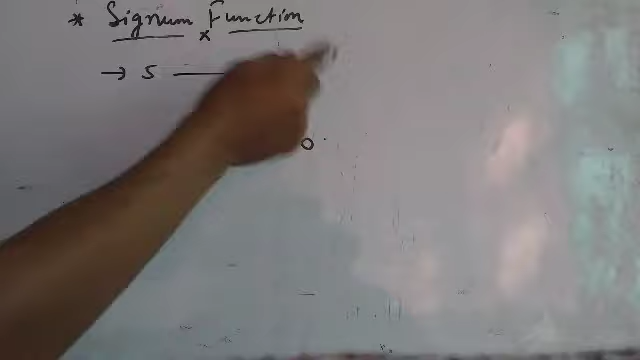 * Signum Function
x
→ s —
o